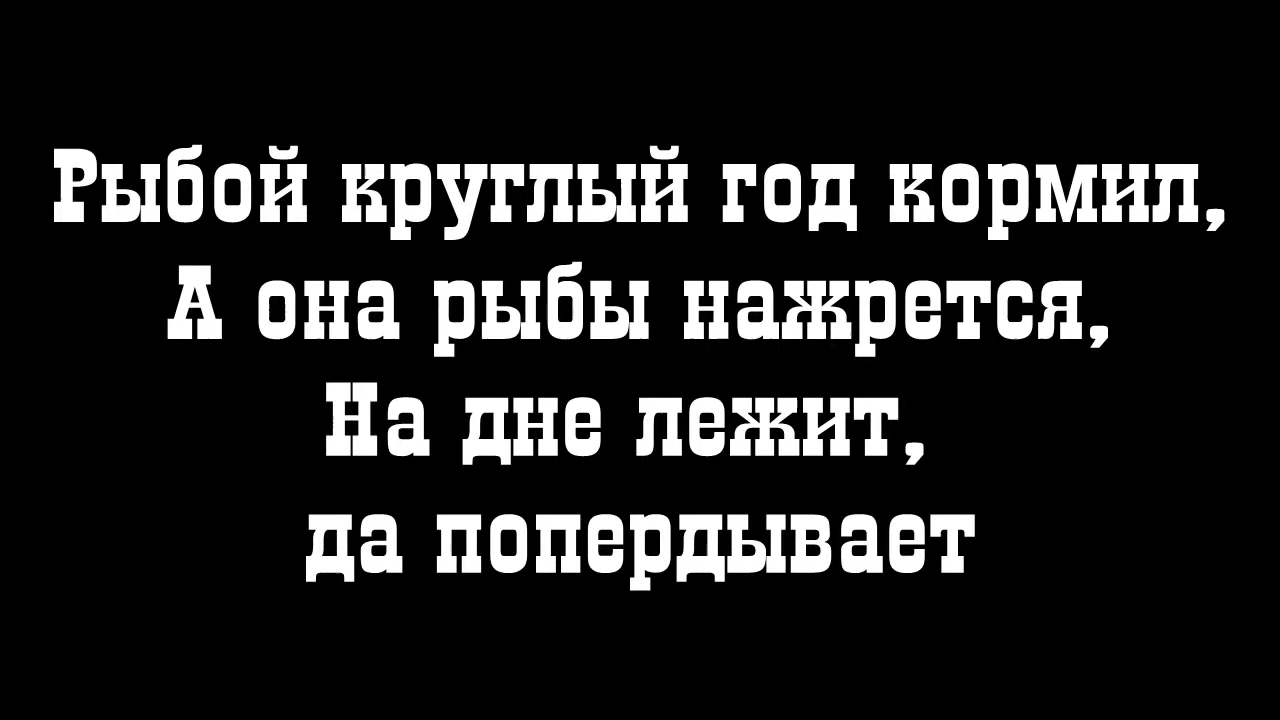 Рыбой круглый год кормил,
А она рыбы нажрется,
На дне лежит,
да попердывает